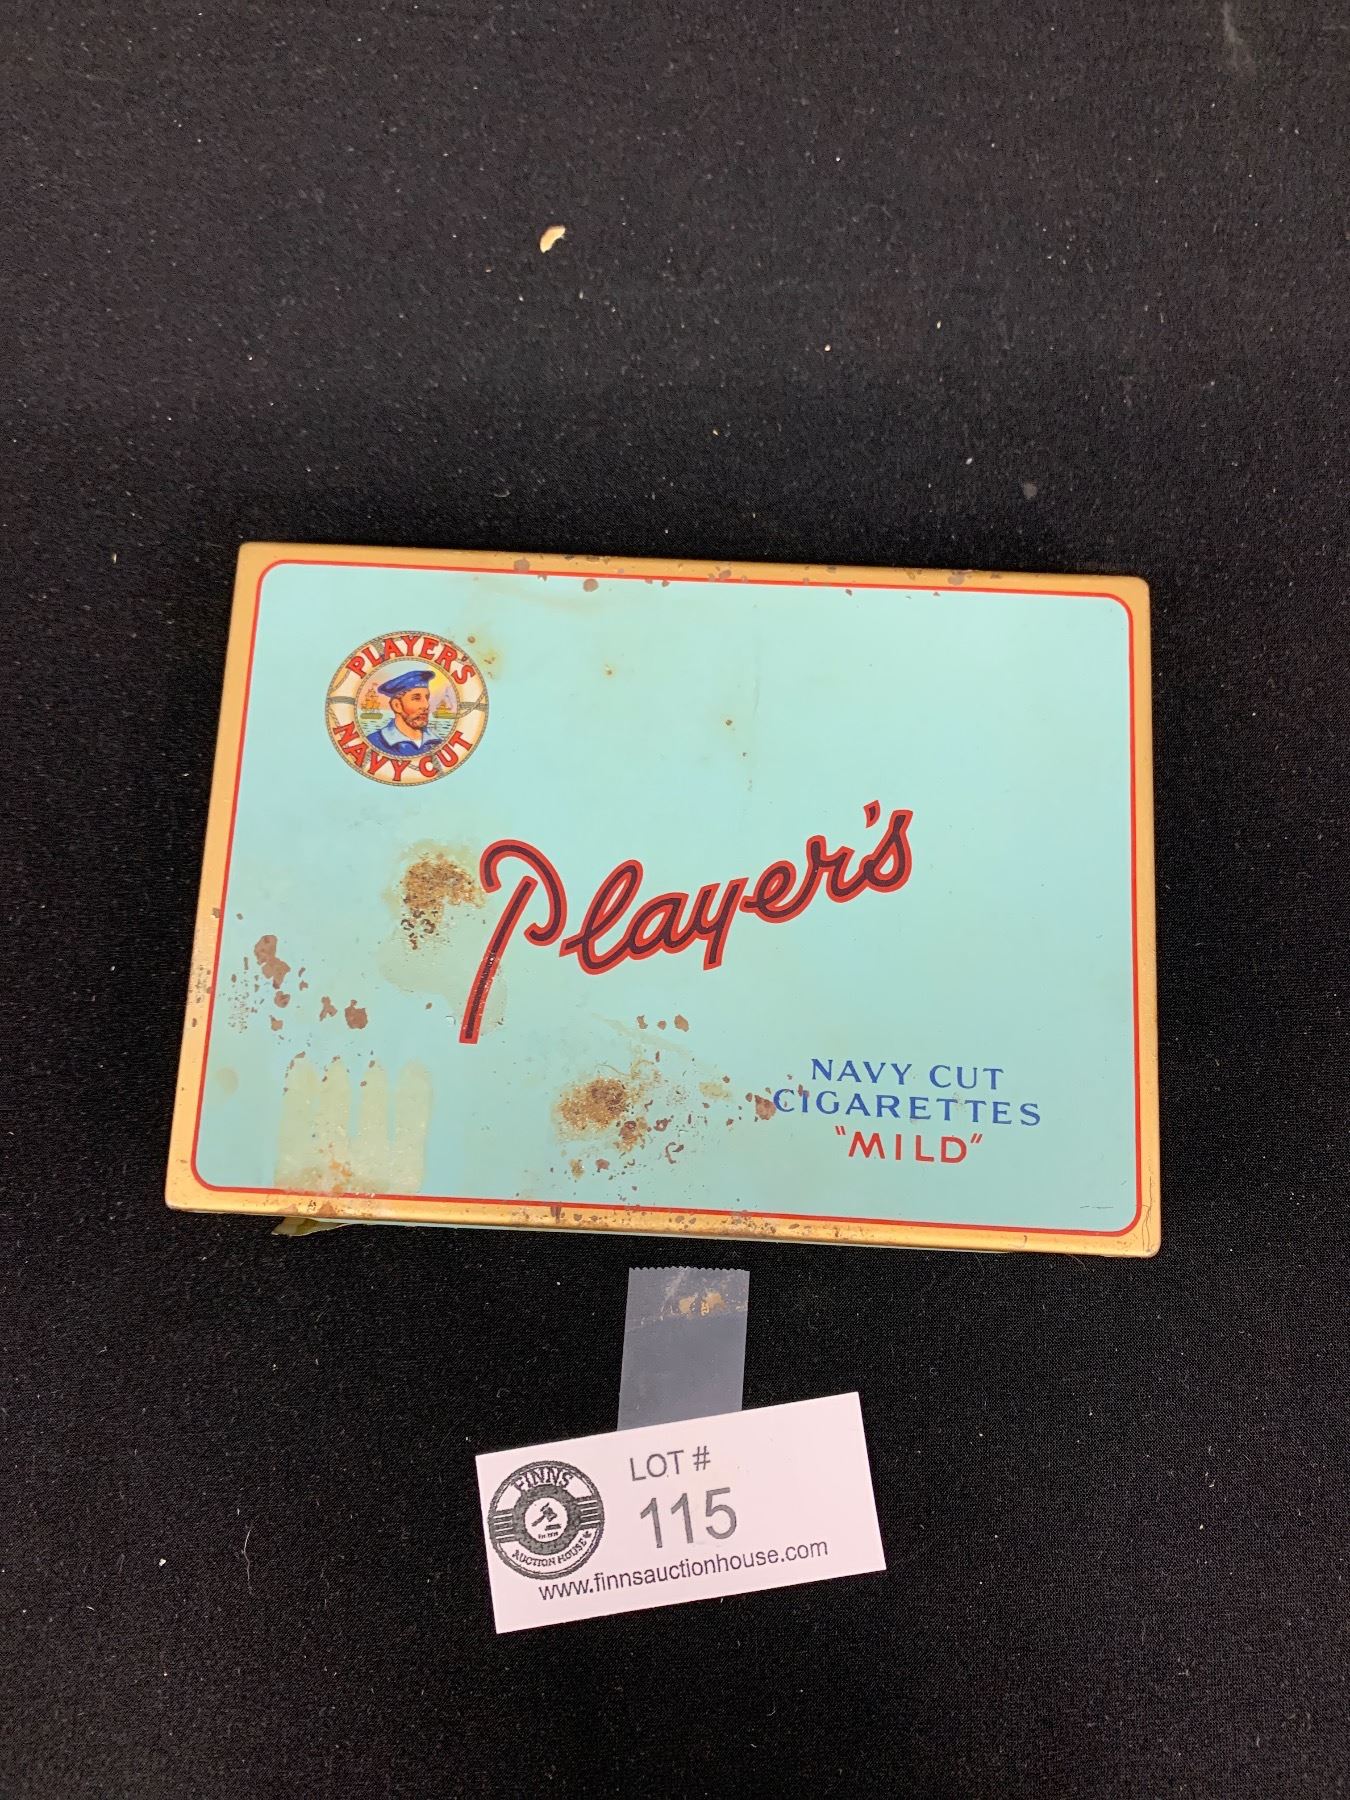 PLAYER'S
NAVY CUT
Player's
NAVY CUT
CIGARETTES
"MILD"
LOT #
115
FINNS
AUCTION HOUSE
www.finnsauctionhouse.com